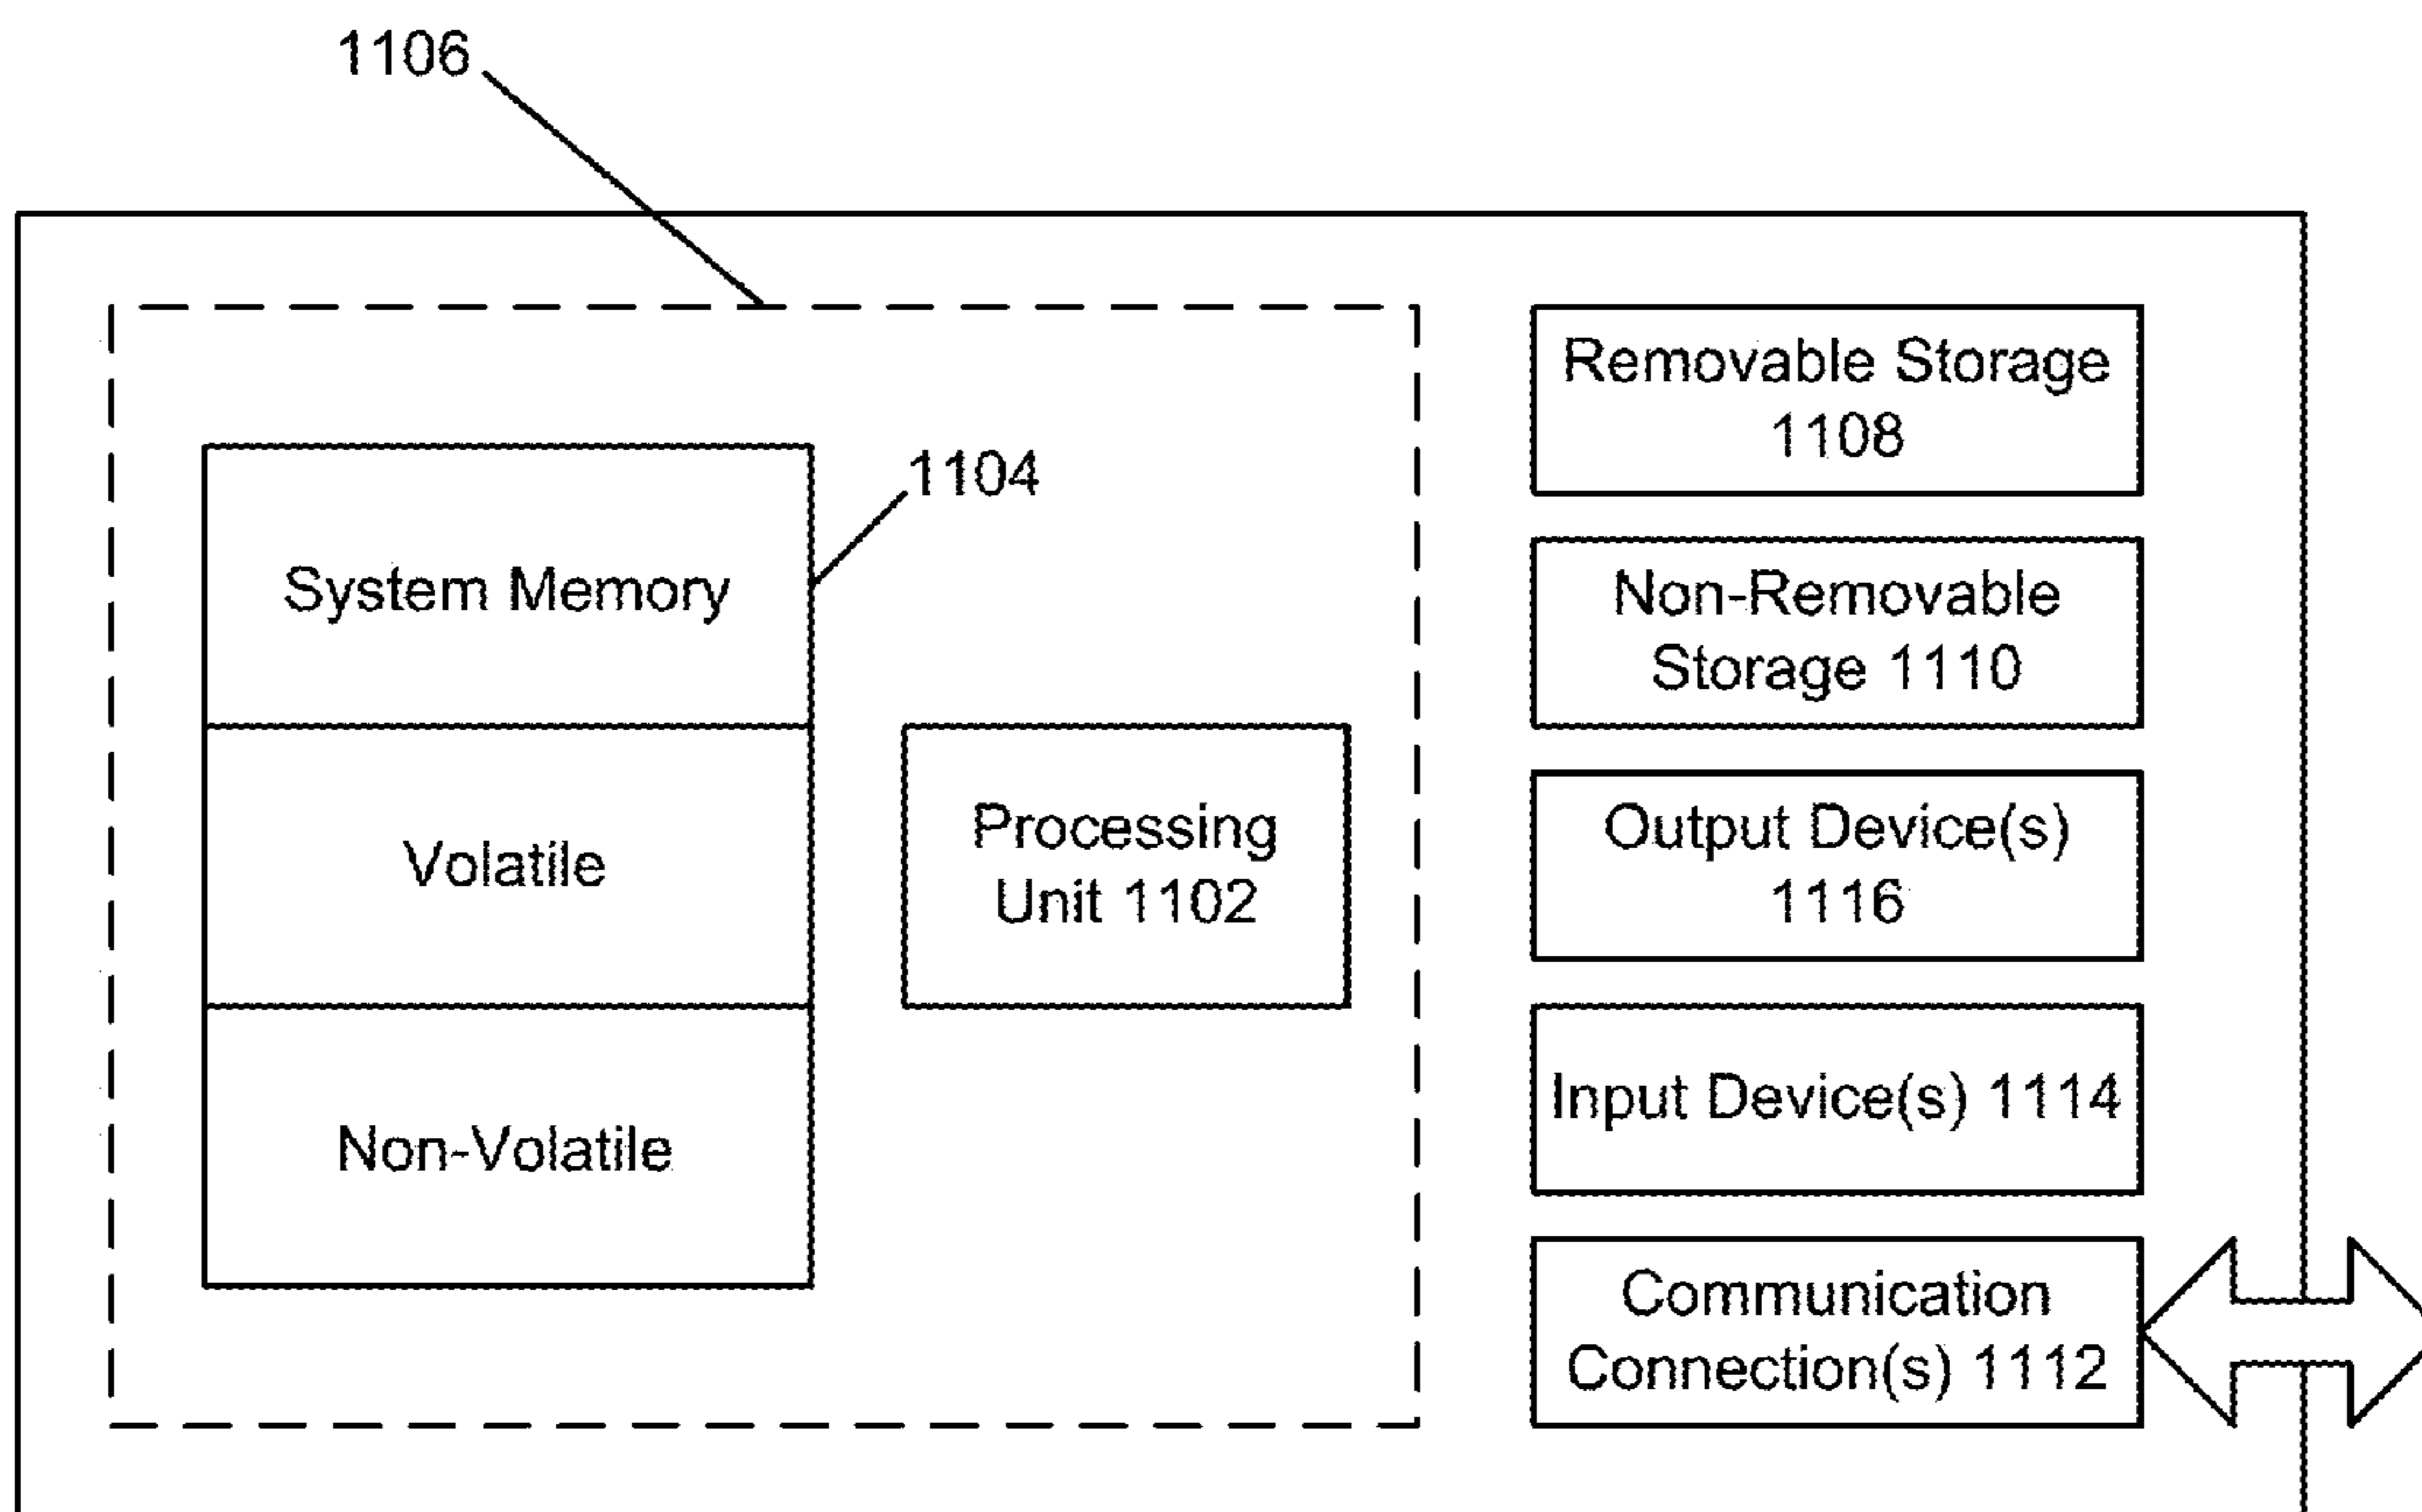 1106
1104
System Memory
Volatile
Non-Volatile
Processing
Unit 1102
Removable Storage
1108
Non-Removable
Storage 1110
Output Device(s)
1116
Input Device(s) 1114
Communication
Connection(s) 1112